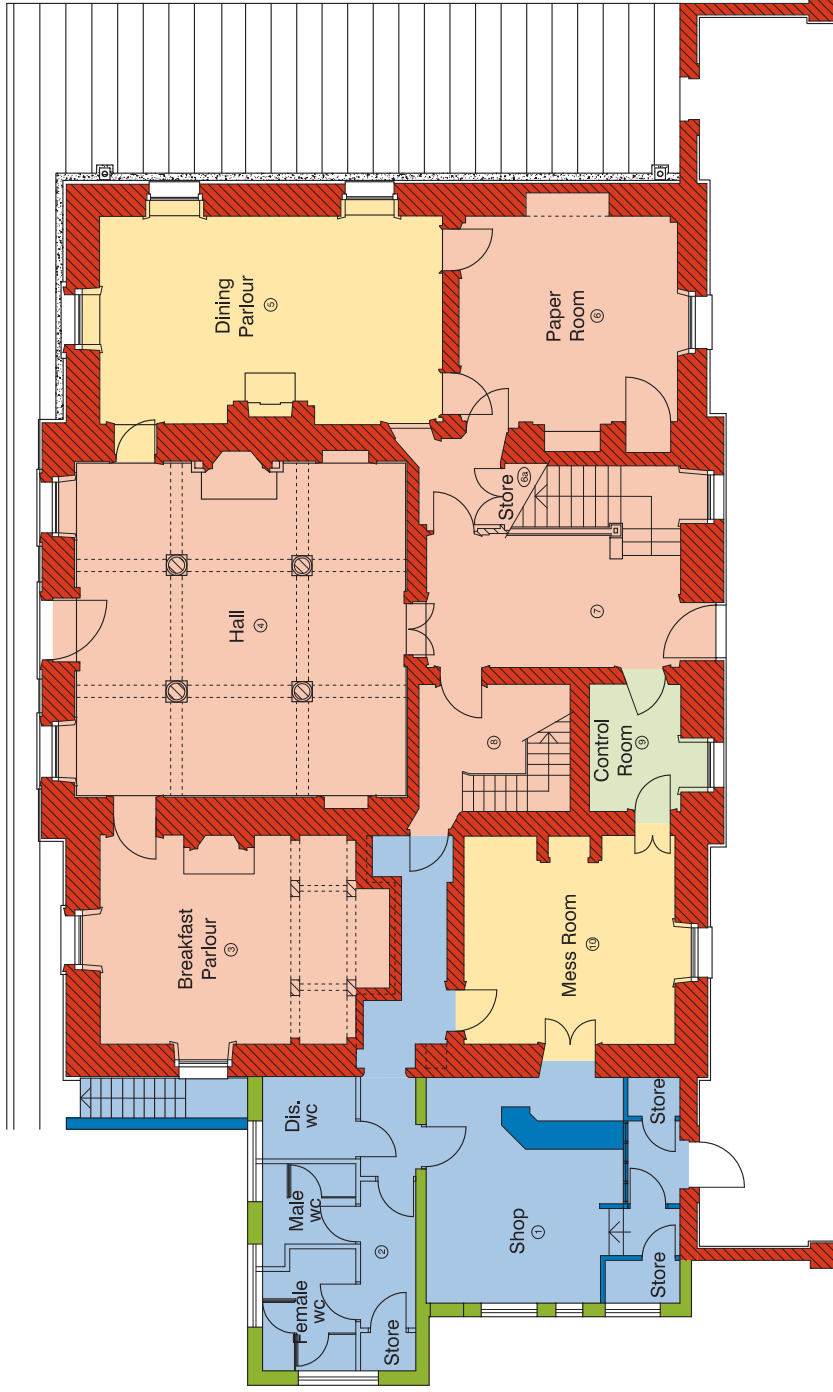 Dining
Parlour
5
Paper
Room
6
Hall
4
Store
6a
7
Breakfast
Parlour
3
8
Control
Room
9
Mess Room
10
Dis.
wc
Male
wc
Female
wc
2
Store
Shop
1
Store
Store